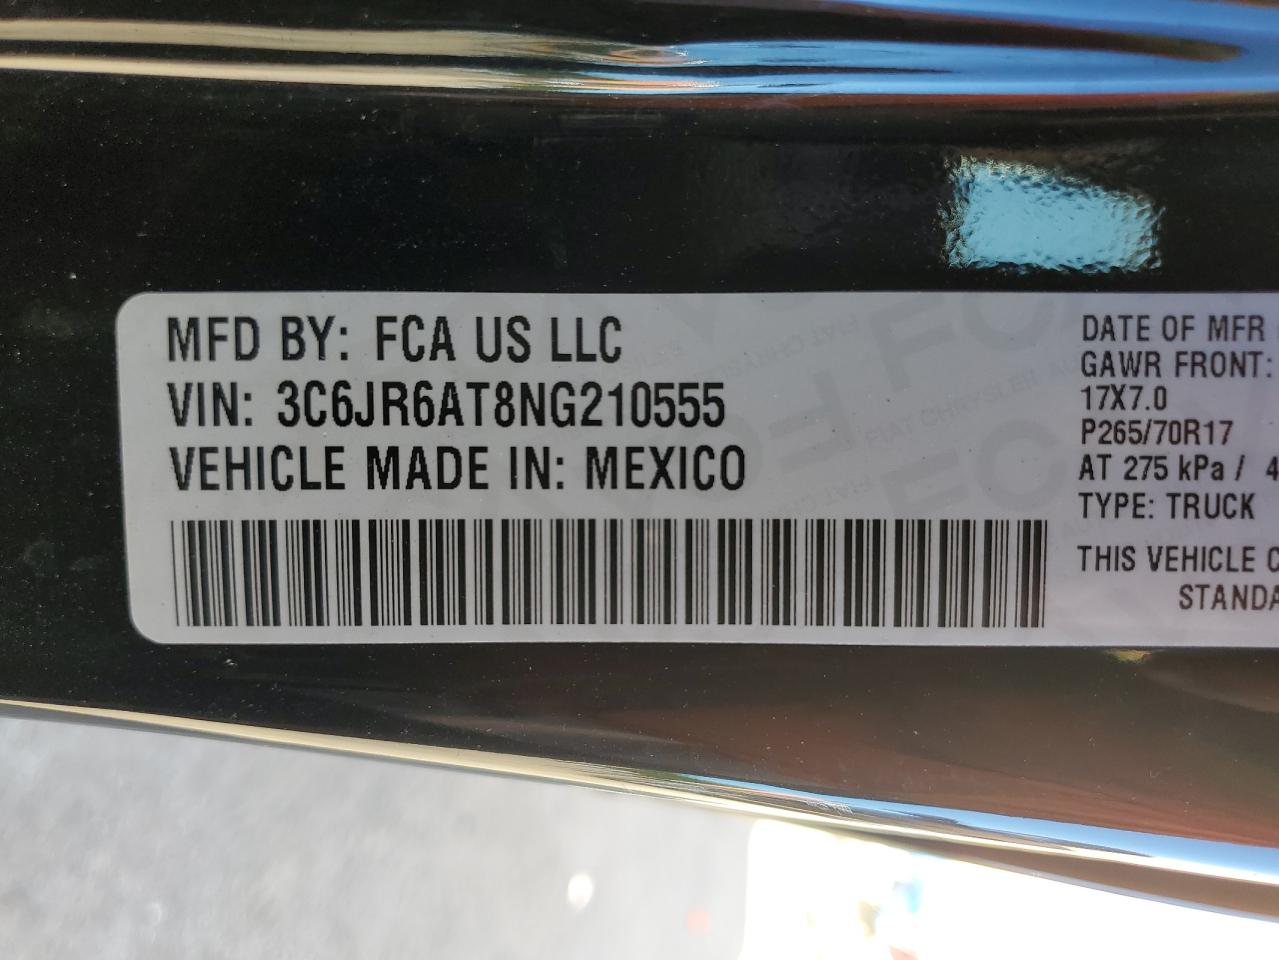 MFD BY: FCA US LLC
VIN: 3C6JR6AT8NG210555
VEHICLE MADE IN: MEXICO
DATE OF MFR
GAWR FRONT:
17X7.0
P265/70R17
AT 275 kPa / 4
TYPE: TRUCK
THIS VEHICLE C
STANDA